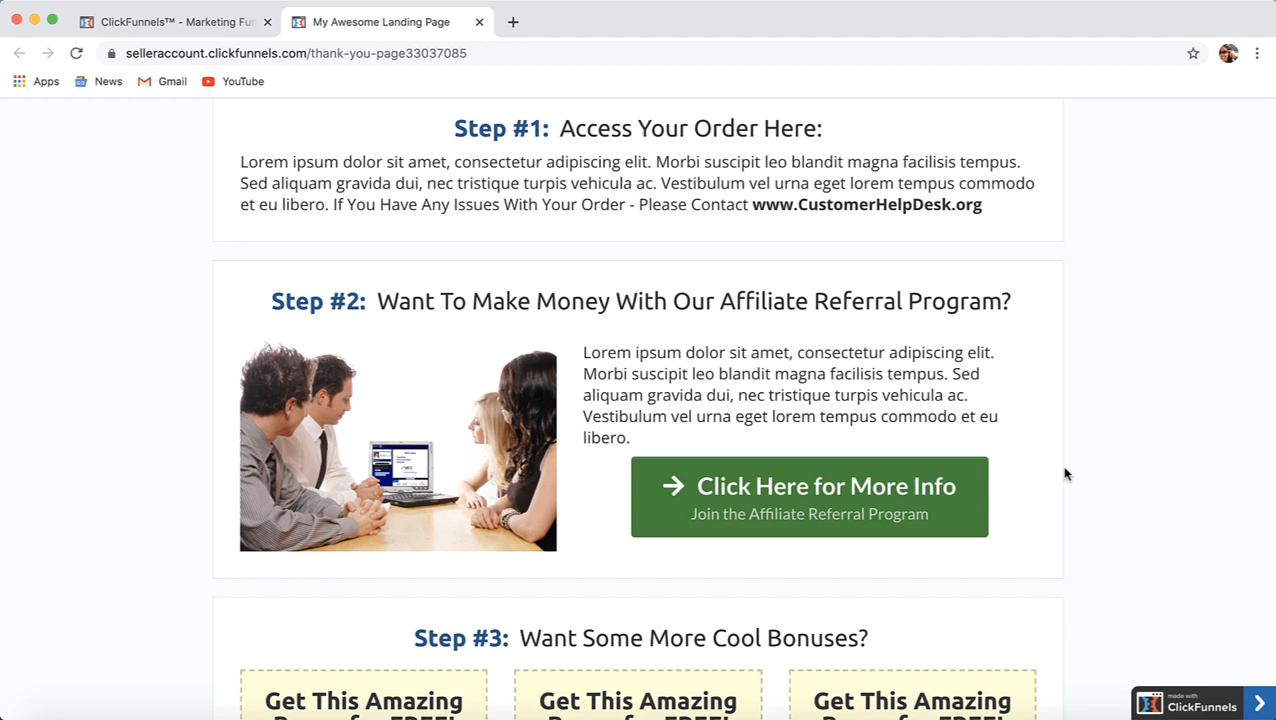 ClickFunnels™ - Marketing Fur
My Awesome Landing Page
selleraccount.clickfunnels.com/thank-you-page33037085
Apps News Gmail YouTube
Step #1: Access Your Order Here:
Lorem ipsum dolor sit amet, consectetur adipiscing elit. Morbi suscipit leo blandit magna facilisis tempus.
Sed aliquam gravida dui, nec tristique turpis vehicula ac. Vestibulum vel urna eget lorem tempus commodo
et eu libero. If You Have Any Issues With Your Order - Please Contact www.CustomerHelpDesk.org
Step #2: Want To Make Money With Our Affiliate Referral Program?
Lorem ipsum dolor sit amet, consectetur adipiscing elit.
Morbi suscipit leo blandit magna facilisis tempus. Sed
aliquam gravida dui, nec tristique turpis vehicula ac.
Vestibulum vel urna eget lorem tempus commodo et eu
libero.
Click Here for More Info
Join the Affiliate Referral Program
Step #3: Want Some More Cool Bonuses?
Get This Amazing
Get This Amazing
Get This Amazing
made with
ClickFunnels